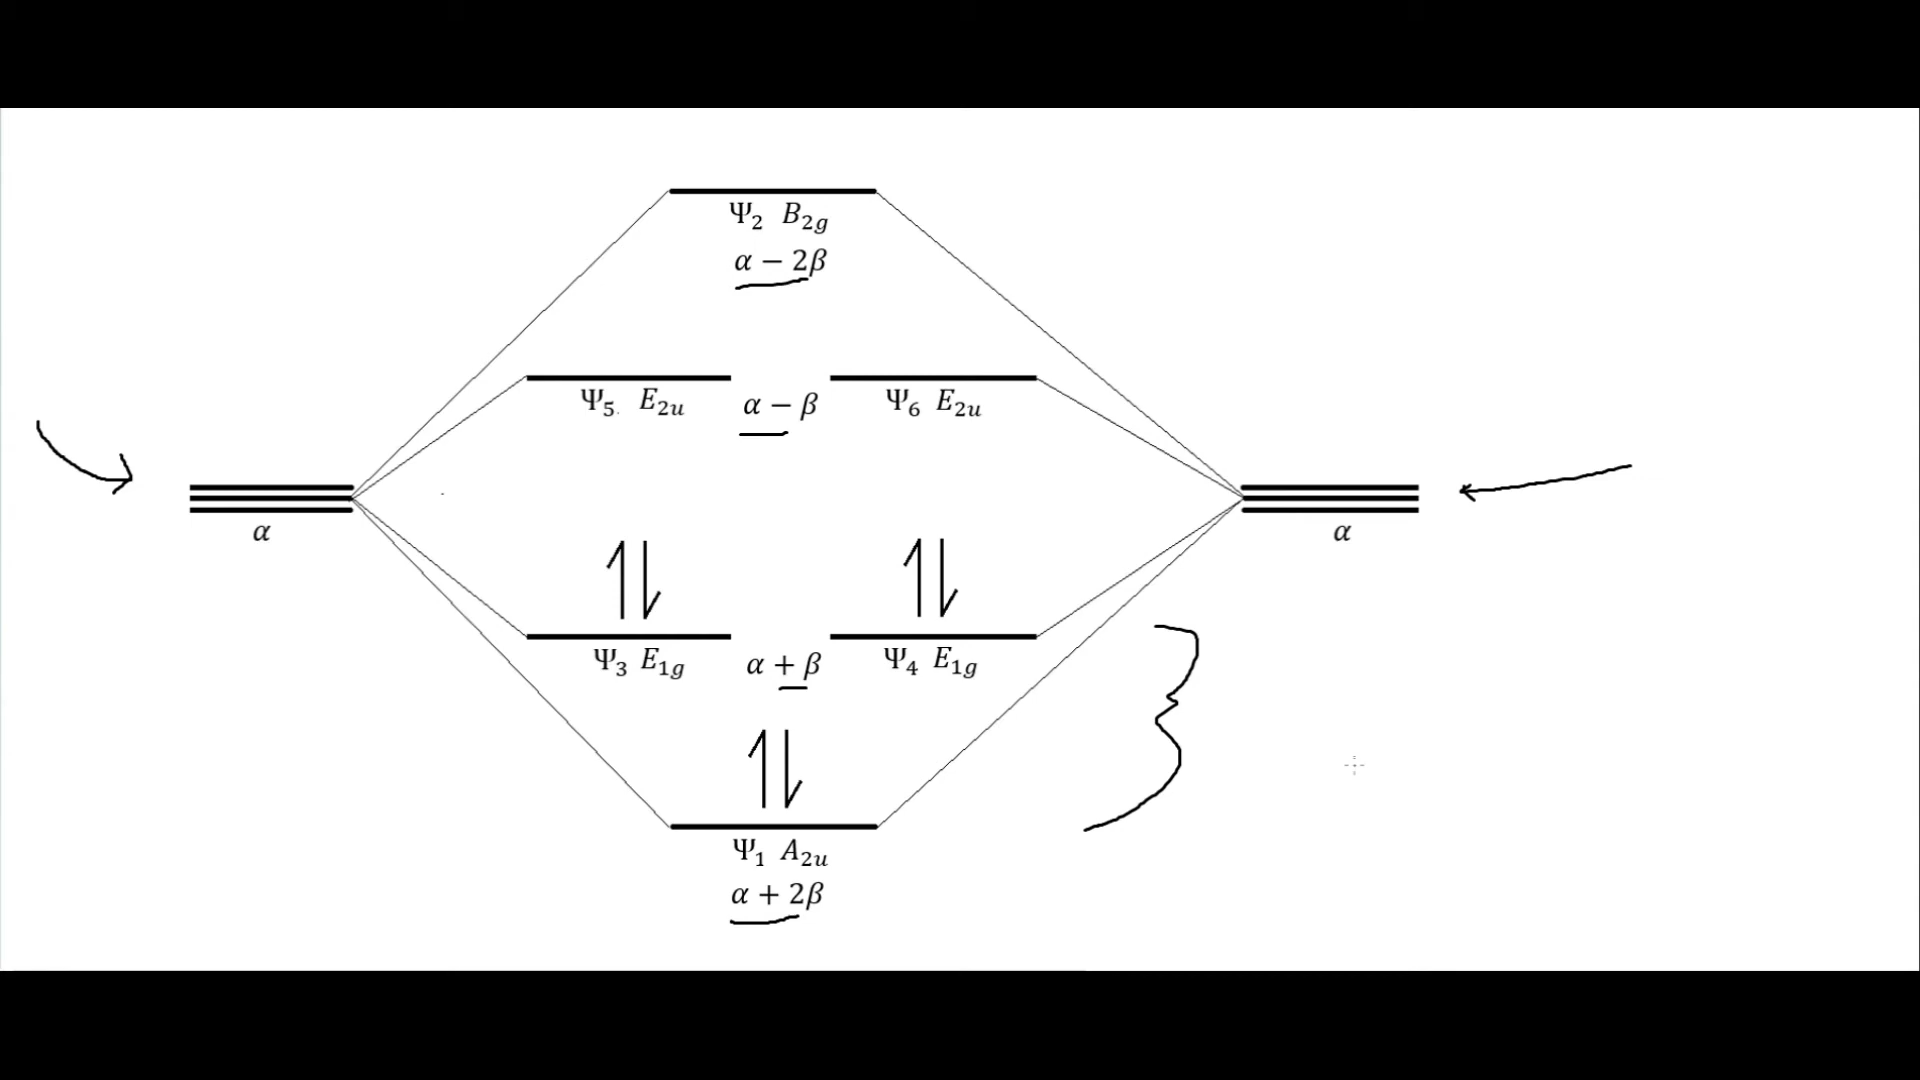 Ψ₂ B₂g
α − 2β
Ψ₅ E₂u α − β Ψ₆ E₂u
α α
Ψ₃ E₁g α + β Ψ₄ E₁g
Ψ₁ A₂u
α + 2β